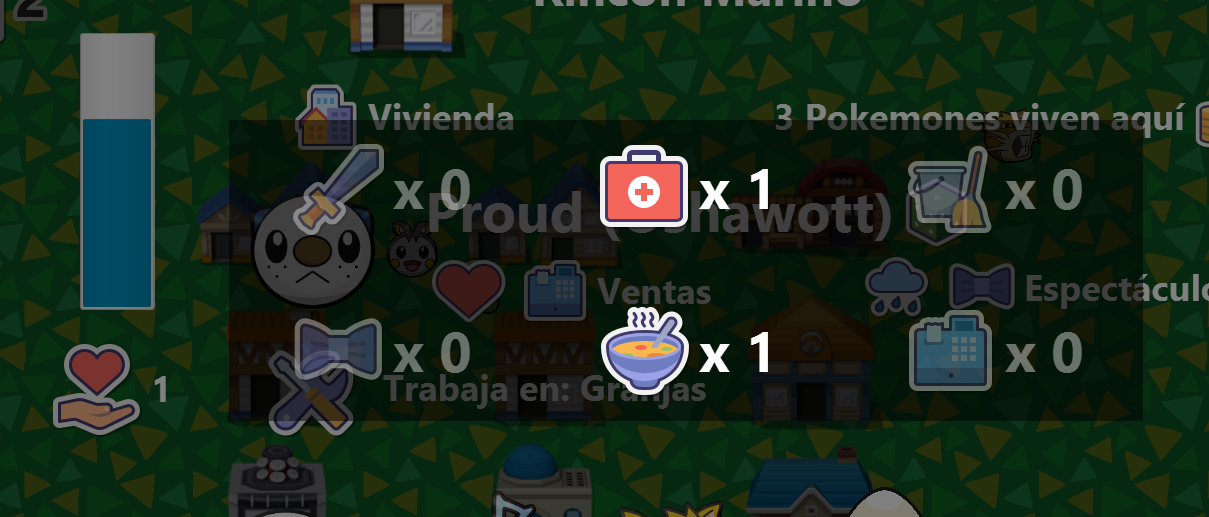 2
Rincón Marino
Vivienda
3 Pokemones viven aquí
x 0
x 1
x 0
Proud (Oshawott)
Ventas
Espectáculo
x 0
x 1
x 0
Trabaja en: Granjas
1